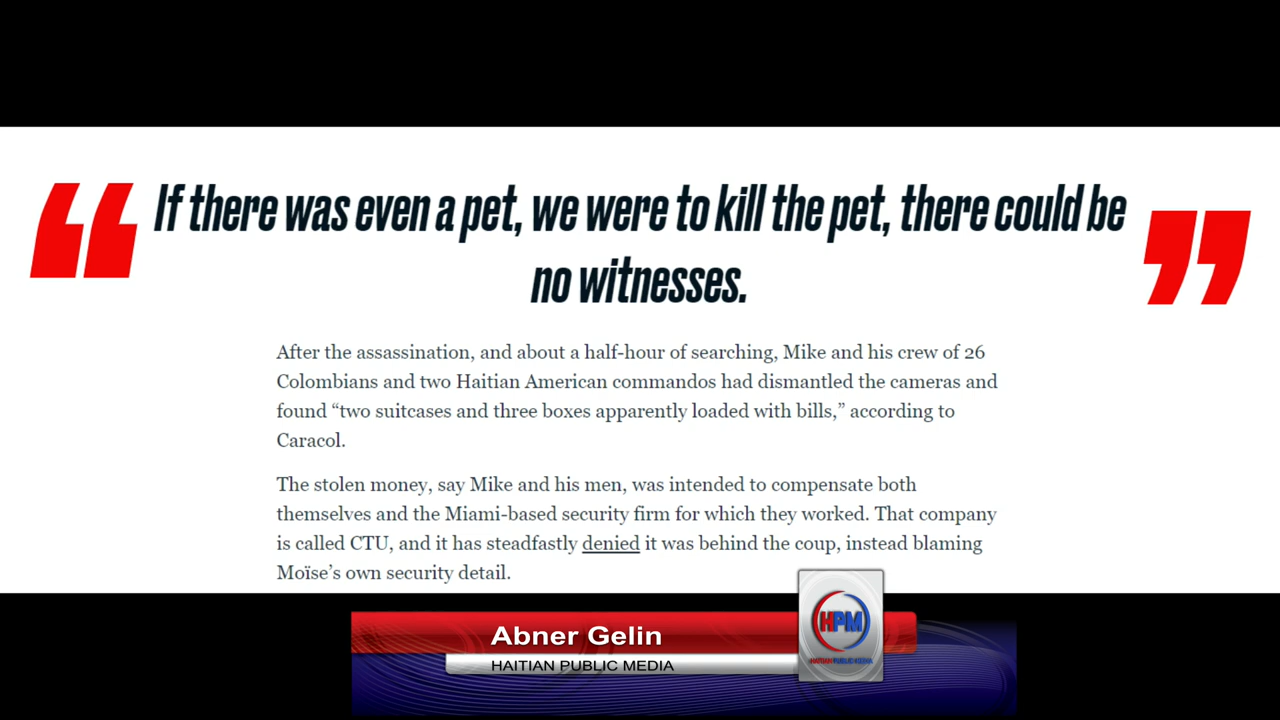 “ If there was even a pet, we were to kill the pet, there could be ”
no witnesses.
After the assassination, and about a half-hour of searching, Mike and his crew of 26
Colombians and two Haitian American commandos had dismantled the cameras and
found “two suitcases and three boxes apparently loaded with bills,” according to
Caracol.
The stolen money, say Mike and his men, was intended to compensate both
themselves and the Miami-based security firm for which they worked. That company
is called CTU, and it has steadfastly denied it was behind the coup, instead blaming
Moïse’s own security detail.
Abner Gelin
HAITIAN PUBLIC MEDIA
HPM
HAITIAN PUBLIC MEDIA